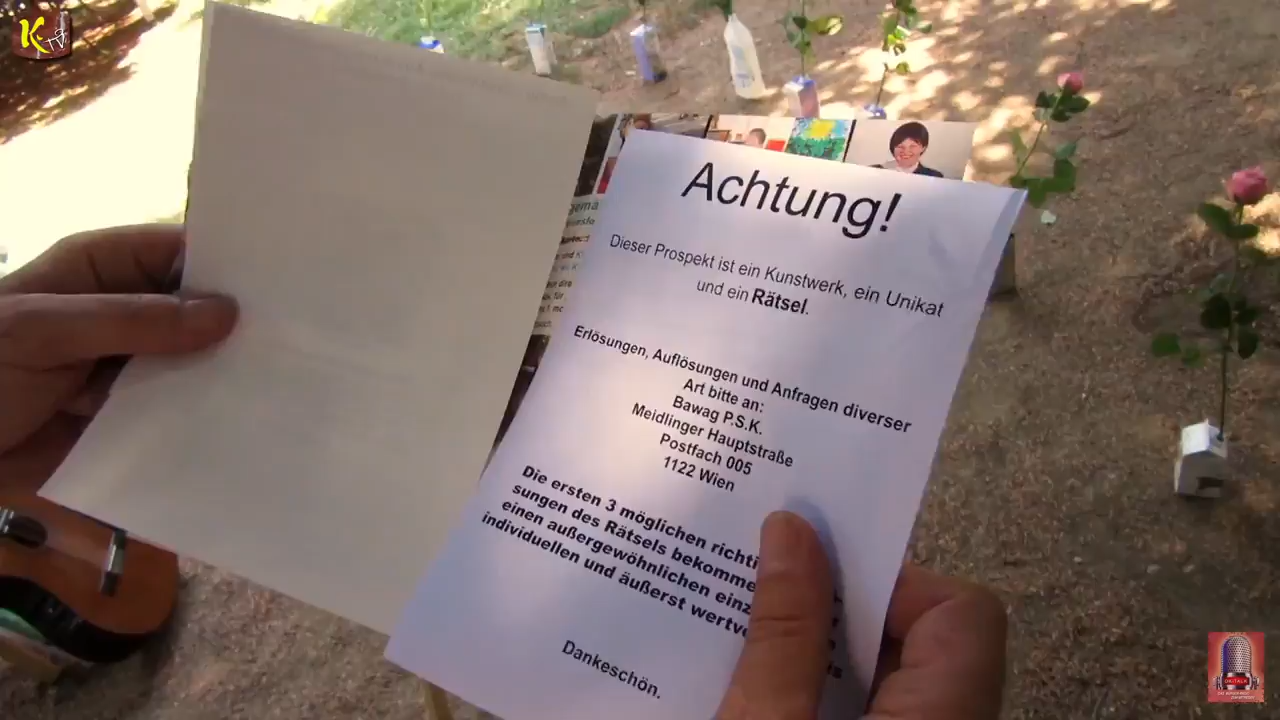 K TV
Achtung!
Dieser Prospekt ist ein Kunstwerk, ein Unikat
und ein Rätsel.
Erlösungen, Auflösungen und Anfragen diverser
Art bitte an:
Bawag P.S.K.
Meidlinger Hauptstraße
Postfach 005
1122 Wien
Die ersten 3 möglichen richti
sungen des Rätsels bekomme
einen außergewöhnlichen einz
individuellen und äußerst wertv
Dankeschön.
OKITALK